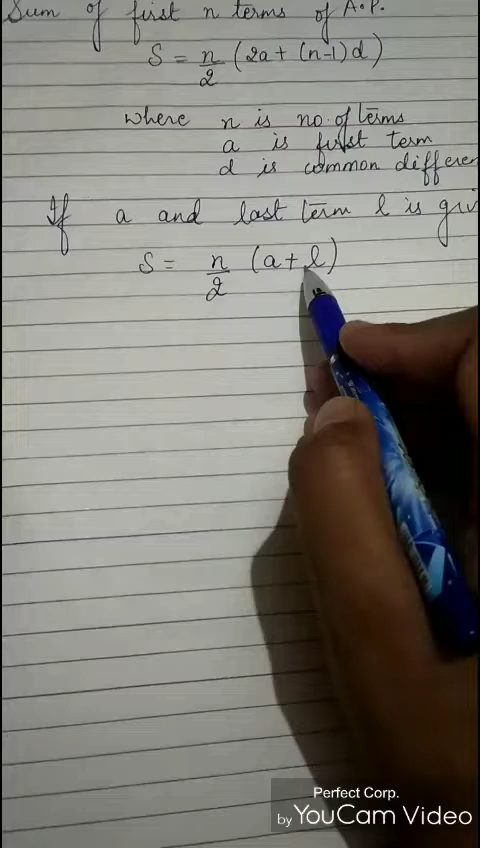 Sum of first n terms of A.P.
S = n/2 (2a + (n-1)d)
where n is no. of terms
a is first term
d is common differen
If a and last term l is giv
S = n/2 (a + l)
Perfect Corp.
by YouCam Video